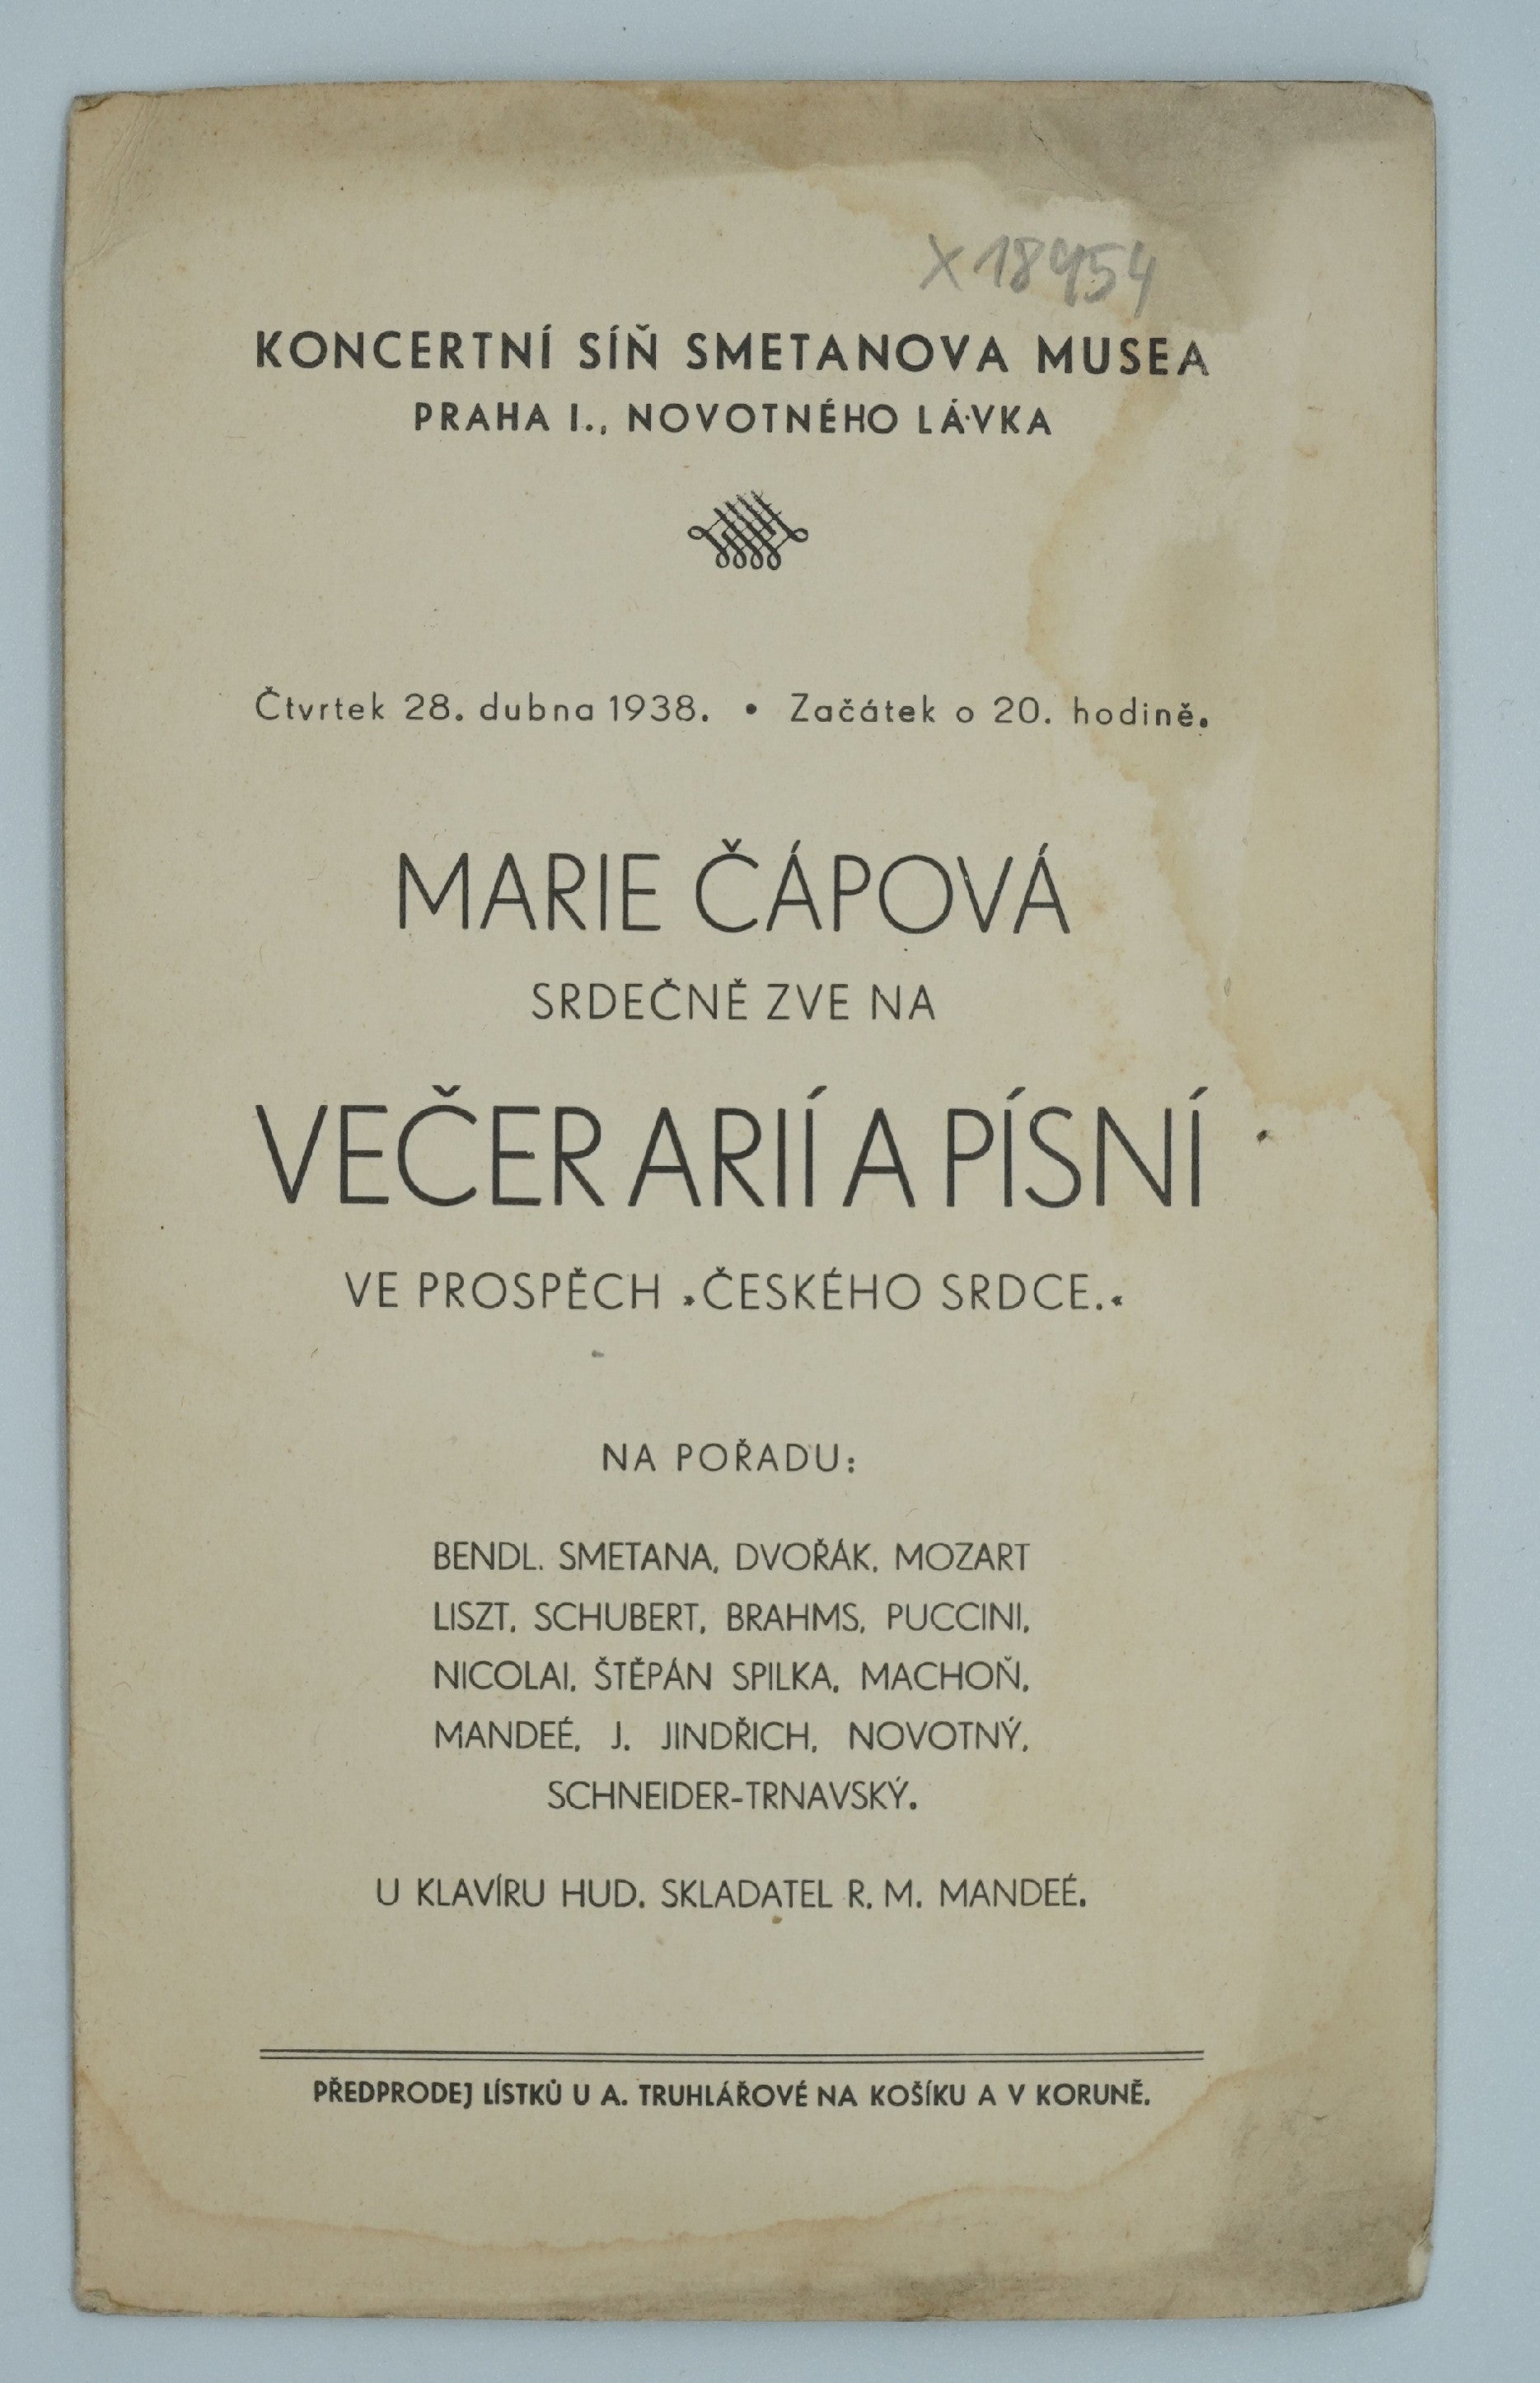 X 18454
KONCERTNÍ SÍŇ SMETANOVA MUSEA
PRAHA I., NOVOTNÉHO LÁVKA
Čtvrtek 28. dubna 1938. • Začátek o 20. hodině.
MARIE ČÁPOVÁ
SRDEČNĚ ZVE NA
VEČER ARIÍ A PÍSNÍ
VE PROSPĚCH »ČESKÉHO SRDCE.«
NA POŘADU:
BENDL. SMETANA, DVOŘÁK, MOZART
LISZT, SCHUBERT, BRAHMS, PUCCINI,
NICOLAI, ŠTĚPÁN SPILKA, MACHOŇ,
MANDEÉ, J. JINDŘICH, NOVOTNÝ,
SCHNEIDER-TRNAVSKÝ.
U KLAVÍRU HUD. SKLADATEL R. M. MANDEÉ.
PŘEDPRODEJ LÍSTKŮ U A. TRUHLÁŘOVÉ NA KOŠÍKU A V KORUNĚ.